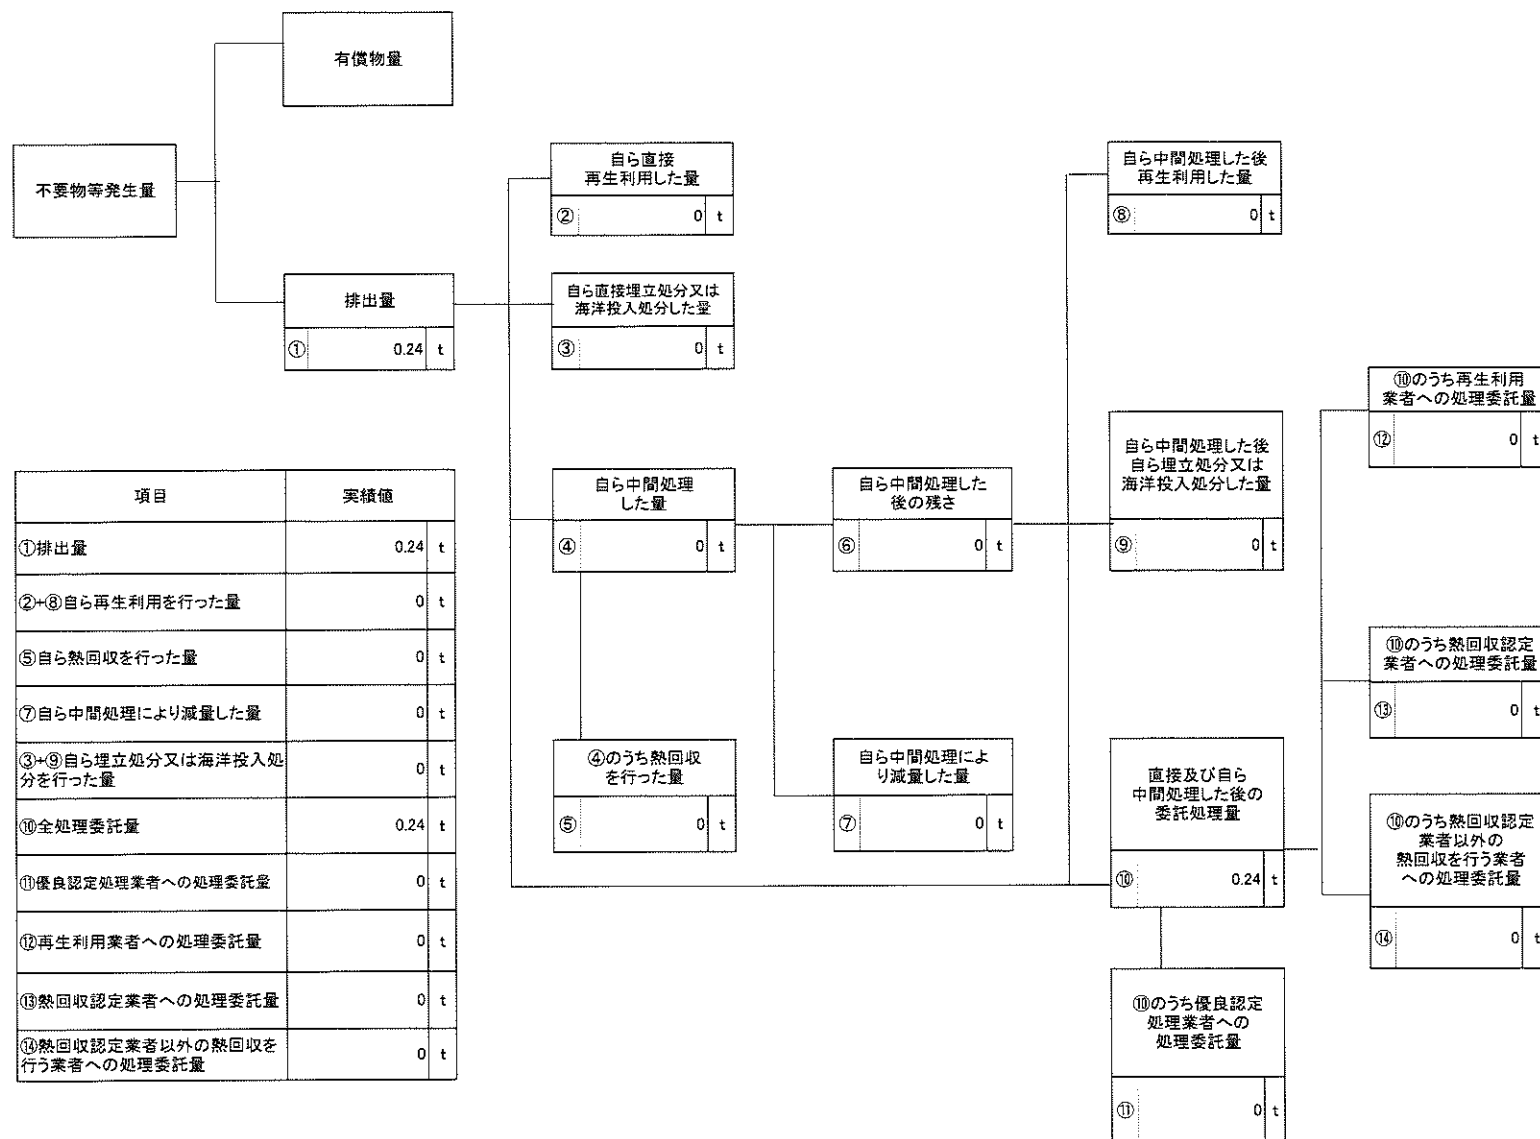 有償物量
不要物等発生量
排出量
① 0.24 t
自ら直接
再生利用した量
② 0 t
自ら直接埋立処分又は
海洋投入処分した量
③ 0 t
自ら中間処理
した量
④ 0 t
④のうち熱回収
を行った量
⑤ 0 t
自ら中間処理した
後の残さ
⑥ 0 t
自ら中間処理によ
り減量した量
⑦ 0 t
自ら中間処理した後
再生利用した量
⑧ 0 t
自ら中間処理した後
自ら埋立処分又は
海洋投入処分した量
⑨ 0 t
直接及び自ら
中間処理した後の
委託処理量
⑩ 0.24 t
⑩のうち優良認定
処理業者への
処理委託量
⑪ 0 t
⑩のうち再生利用
業者への処理委託量
⑫ 0 t
⑩のうち熱回収認定
業者への処理委託量
⑬ 0 t
⑩のうち熱回収認定
業者以外の
熱回収を行う業者
への処理委託量
⑭ 0 t
項目 実績値
①排出量 0.24 t
②+⑧自ら再生利用を行った量 0 t
⑤自ら熱回収を行った量 0 t
⑦自ら中間処理により減量した量 0 t
③+⑨自ら埋立処分又は海洋投入処
分を行った量 0 t
⑩全処理委託量 0.24 t
⑪優良認定処理業者への処理委託量 0 t
⑫再生利用業者への処理委託量 0 t
⑬熱回収認定業者への処理委託量 0 t
⑭熱回収認定業者以外の熱回収を
行う業者への処理委託量 0 t